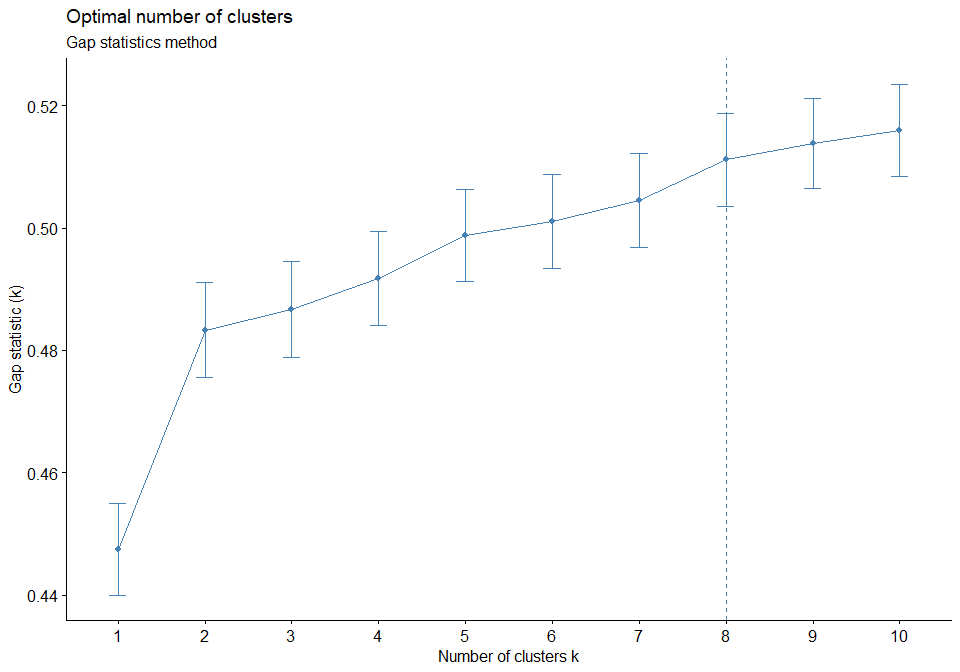 Optimal number of clusters
Gap statistics method
Gap statistic (k)
0.52
0.50
0.48
0.46
0.44
1 2 3 4 5 6 7 8 9 10
Number of clusters k